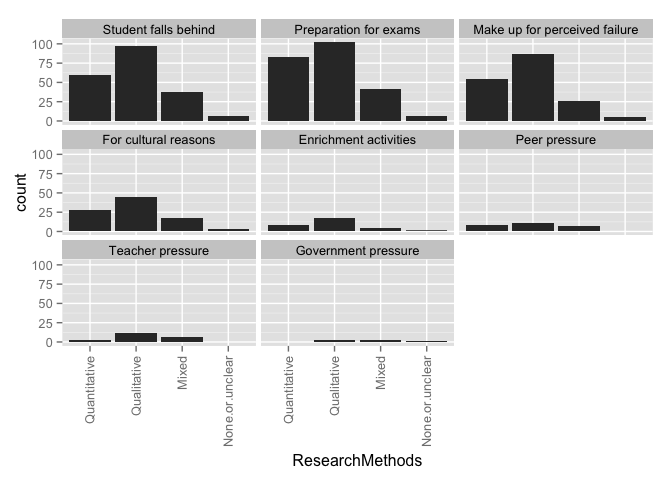 Student falls behind
Preparation for exams
Make up for perceived failure
100
75
50
25
0
For cultural reasons
Enrichment activities
Peer pressure
100
75
50
25
0
Teacher pressure
Government pressure
100
75
50
25
0
count
Quantitative
Qualitative
Mixed
None.or.unclear
Quantitative
Qualitative
Mixed
None.or.unclear
ResearchMethods